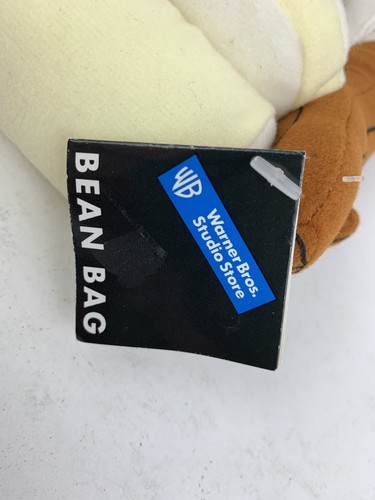 BEAN BAG
WB
Warner Bros.
Studio Store